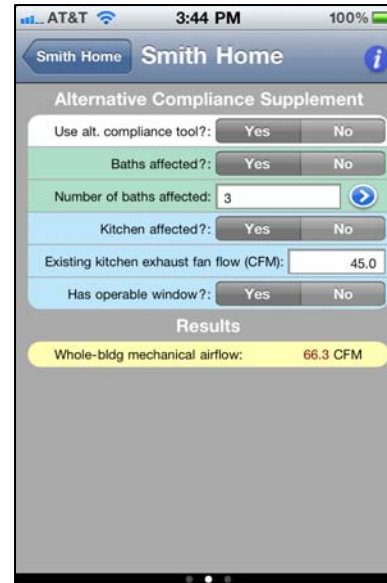 AT&T 3:44 PM 100%
Smith Home Smith Home i
Alternative Compliance Supplement
Use alt. compliance tool?: Yes No
Baths affected?: Yes No
Number of baths affected: 3
Kitchen affected?: Yes No
Existing kitchen exhaust fan flow (CFM): 45.0
Has operable window?: Yes No
Results
Whole-bldg mechanical airflow: 66.3 CFM